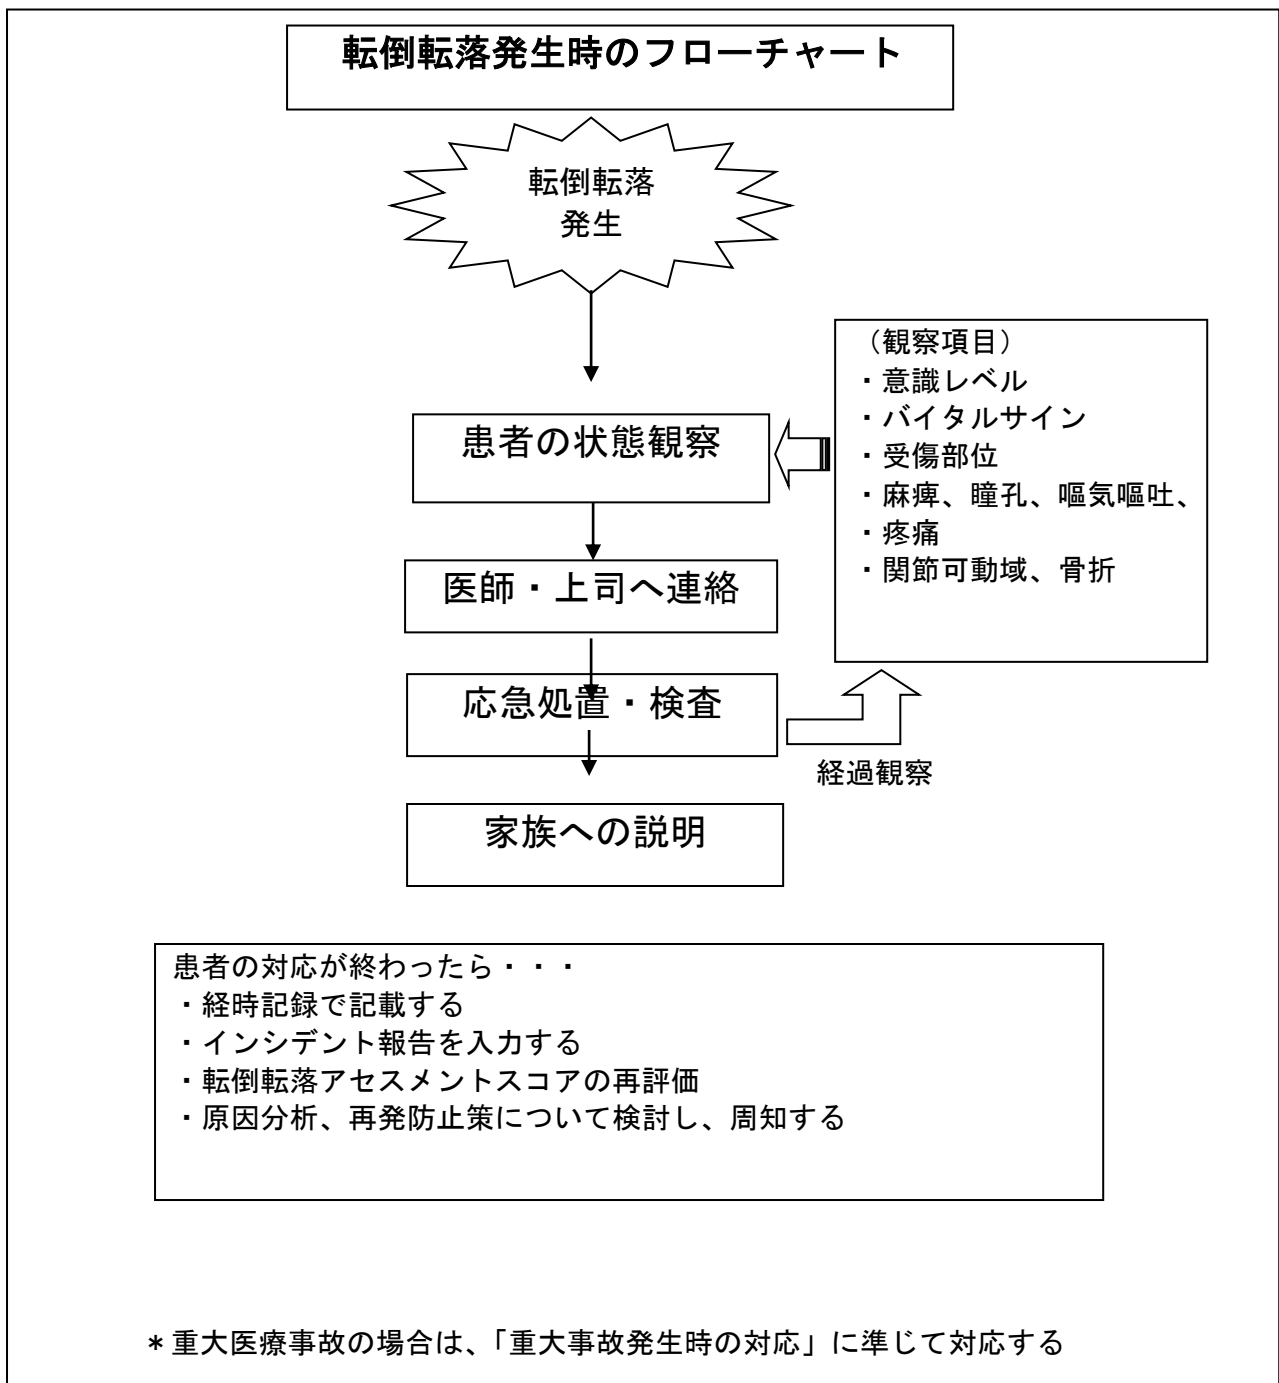 転倒転落発生時のフローチャート
転倒転落
発生
（観察項目）
・意識レベル
・バイタルサイン
・受傷部位
・麻痺、瞳孔、嘔気嘔吐、
・疼痛
・関節可動域、骨折
患者の状態観察
医師・上司へ連絡
応急処置・検査
経過観察
家族への説明
患者の対応が終わったら・・・
・経時記録で記載する
・インシデント報告を入力する
・転倒転落アセスメントスコアの再評価
・原因分析、再発防止策について検討し、周知する
＊重大医療事故の場合は、「重大事故発生時の対応」に準じて対応する